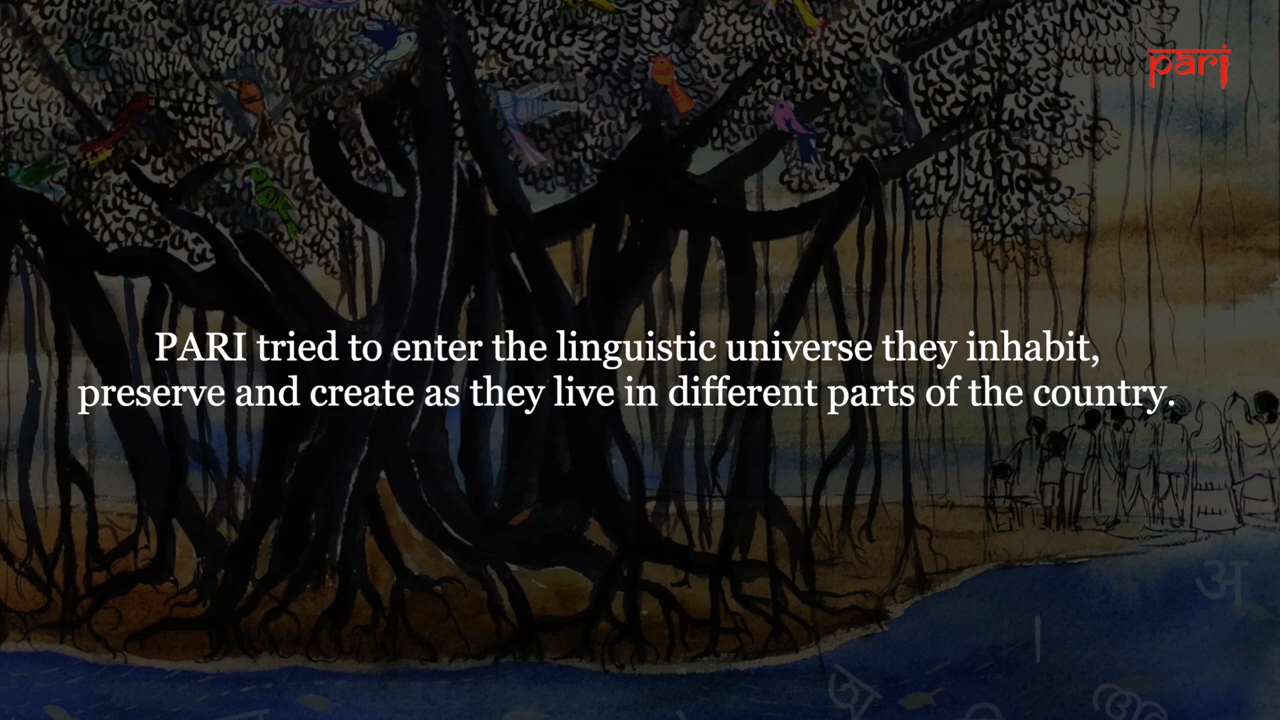 pari
PARI tried to enter the linguistic universe they inhabit,
preserve and create as they live in different parts of the country.
अ